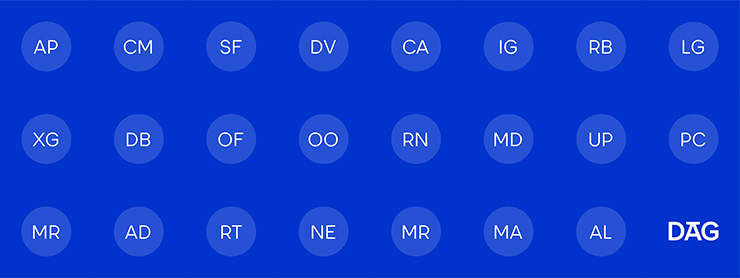 AP CM SF DV CA IG RB LG
XG DB OF OO RN MD UP PC
MR AD RT NE MR MA AL DAG